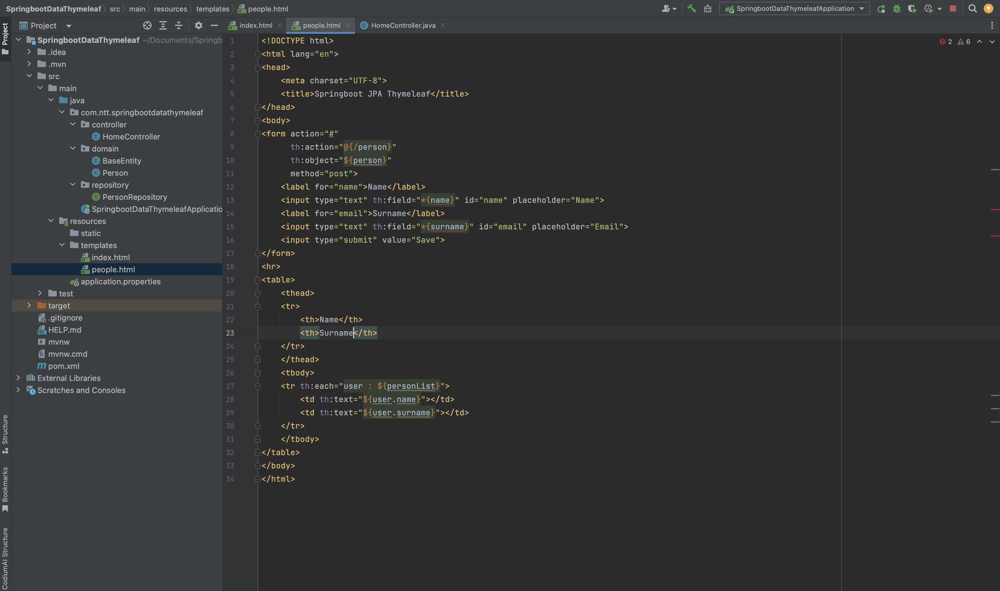 SpringbootDataThymeleaf src main resources templates people.html SpringbootDataThymeleafApplication
Project
Project
index.html people.html HomeController.java
SpringbootDataThymeleaf ~/Documents/Springb
.idea
.mvn
src
main
java
com.ntt.springbootdatathymeleaf
controller
HomeController
domain
BaseEntity
Person
repository
PersonRepository
SpringbootDataThymeleafApplicatio
resources
static
templates
index.html
people.html
application.properties
test
target
.gitignore
HELP.md
mvnw
mvnw.cmd
pom.xml
External Libraries
Scratches and Consoles
Structure
Bookmarks
CodiumAI Structure
2 6
1 <!DOCTYPE html>
2 <html lang="en">
3 <head>
4 <meta charset="UTF-8">
5 <title>Springboot JPA Thymeleaf</title>
6 </head>
7 <body>
8 <form action="#"
9 th:action="@{/person}"
10 th:object="${person}"
11 method="post">
12 <label for="name">Name</label>
13 <input type="text" th:field="*{name}" id="name" placeholder="Name">
14 <label for="email">Surname</label>
15 <input type="text" th:field="*{surname}" id="email" placeholder="Email">
16 <input type="submit" value="Save">
17 </form>
18 <hr>
19 <table>
20 <thead>
21 <tr>
22 <th>Name</th>
23 <th>Surname</th>
24 </tr>
25 </thead>
26 <tbody>
27 <tr th:each="user : ${personList}">
28 <td th:text="${user.name}"></td>
29 <td th:text="${user.surname}"></td>
30 </tr>
31 </tbody>
32 </table>
33 </body>
34 </html>